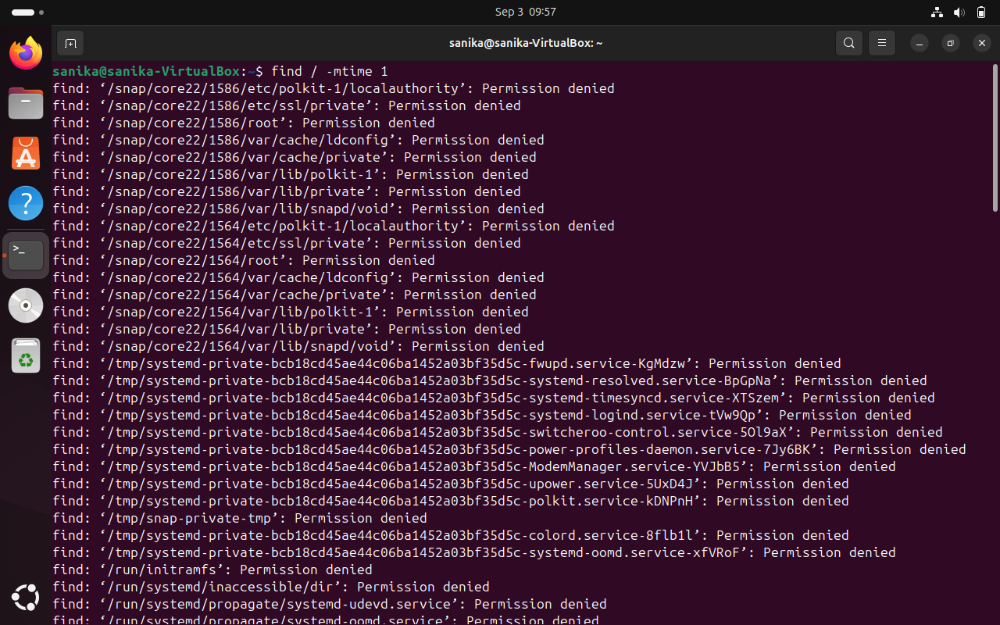 Sep 3 09:57
sanika@sanika-VirtualBox: ~
sanika@sanika-VirtualBox:~$ find / -mtime 1
find: ‘/snap/core22/1586/etc/polkit-1/localauthority’: Permission denied
find: ‘/snap/core22/1586/etc/ssl/private’: Permission denied
find: ‘/snap/core22/1586/root’: Permission denied
find: ‘/snap/core22/1586/var/cache/ldconfig’: Permission denied
find: ‘/snap/core22/1586/var/cache/private’: Permission denied
find: ‘/snap/core22/1586/var/lib/polkit-1’: Permission denied
find: ‘/snap/core22/1586/var/lib/private’: Permission denied
find: ‘/snap/core22/1586/var/lib/snapd/void’: Permission denied
find: ‘/snap/core22/1564/etc/polkit-1/localauthority’: Permission denied
find: ‘/snap/core22/1564/etc/ssl/private’: Permission denied
find: ‘/snap/core22/1564/root’: Permission denied
find: ‘/snap/core22/1564/var/cache/ldconfig’: Permission denied
find: ‘/snap/core22/1564/var/cache/private’: Permission denied
find: ‘/snap/core22/1564/var/lib/polkit-1’: Permission denied
find: ‘/snap/core22/1564/var/lib/private’: Permission denied
find: ‘/snap/core22/1564/var/lib/snapd/void’: Permission denied
find: ‘/tmp/systemd-private-bcb18cd45ae44c06ba1452a03bf35d5c-fwupd.service-KgMdzw’: Permission denied
find: ‘/tmp/systemd-private-bcb18cd45ae44c06ba1452a03bf35d5c-systemd-resolved.service-BpGpNa’: Permission denied
find: ‘/tmp/systemd-private-bcb18cd45ae44c06ba1452a03bf35d5c-systemd-timesyncd.service-XTSzem’: Permission denied
find: ‘/tmp/systemd-private-bcb18cd45ae44c06ba1452a03bf35d5c-systemd-logind.service-tVw9Qp’: Permission denied
find: ‘/tmp/systemd-private-bcb18cd45ae44c06ba1452a03bf35d5c-switcheroo-control.service-5Ol9aX’: Permission denied
find: ‘/tmp/systemd-private-bcb18cd45ae44c06ba1452a03bf35d5c-power-profiles-daemon.service-7Jy6BK’: Permission denied
find: ‘/tmp/systemd-private-bcb18cd45ae44c06ba1452a03bf35d5c-ModemManager.service-YVJbB5’: Permission denied
find: ‘/tmp/systemd-private-bcb18cd45ae44c06ba1452a03bf35d5c-upower.service-5UxD4J’: Permission denied
find: ‘/tmp/systemd-private-bcb18cd45ae44c06ba1452a03bf35d5c-polkit.service-kDNPnH’: Permission denied
find: ‘/tmp/snap-private-tmp’: Permission denied
find: ‘/tmp/systemd-private-bcb18cd45ae44c06ba1452a03bf35d5c-colord.service-8flb1l’: Permission denied
find: ‘/tmp/systemd-private-bcb18cd45ae44c06ba1452a03bf35d5c-systemd-oomd.service-xfVRoF’: Permission denied
find: ‘/run/initramfs’: Permission denied
find: ‘/run/systemd/inaccessible/dir’: Permission denied
find: ‘/run/systemd/propagate/systemd-udevd.service’: Permission denied
find: ‘/run/systemd/propagate/systemd-oomd.service’: Permission denied